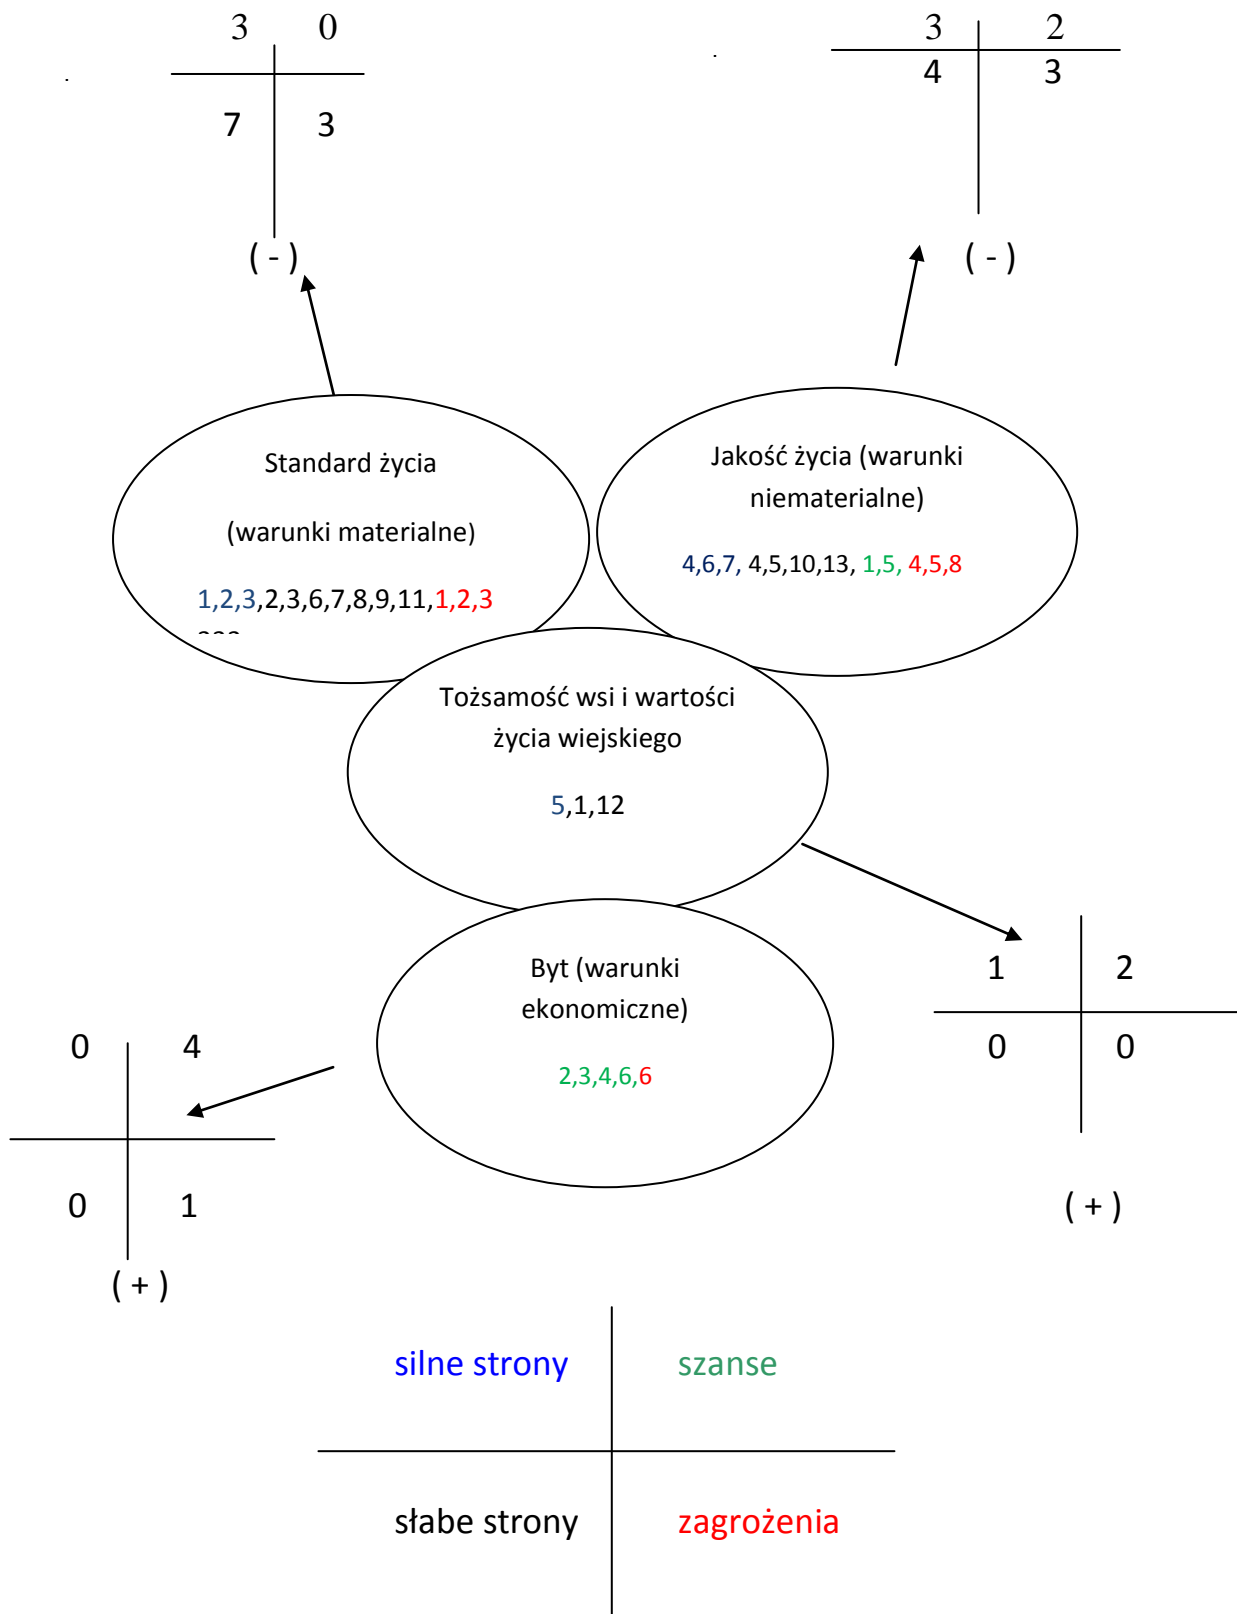 3 0
7 3
( - )
3 2
4 3
( - )
Standard życia
(warunki materialne)
1,2,3,2,3,6,7,8,9,11,1,2,3
Jakość życia (warunki
niematerialne)
4,6,7, 4,5,10,13, 1,5, 4,5,8
Tożsamość wsi i wartości
życia wiejskiego
5,1,12
Byt (warunki
ekonomiczne)
2,3,4,6,6
1 2
0 0
( + )
0 4
0 1
( + )
silne strony szanse
słabe strony zagrożenia